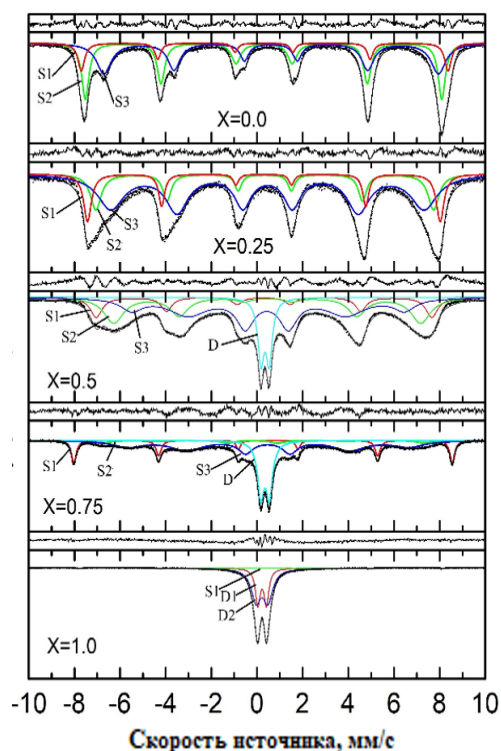 S1
S2
S3
X=0.0
S1
S2
S3
X=0.25
S1
S2
S3
D
X=0.5
S1
S2
S3
D
X=0.75
S1
D1
D2
X=1.0
-10 -8 -6 -4 -2 0 2 4 6 8 10
Скорость источника, мм/с